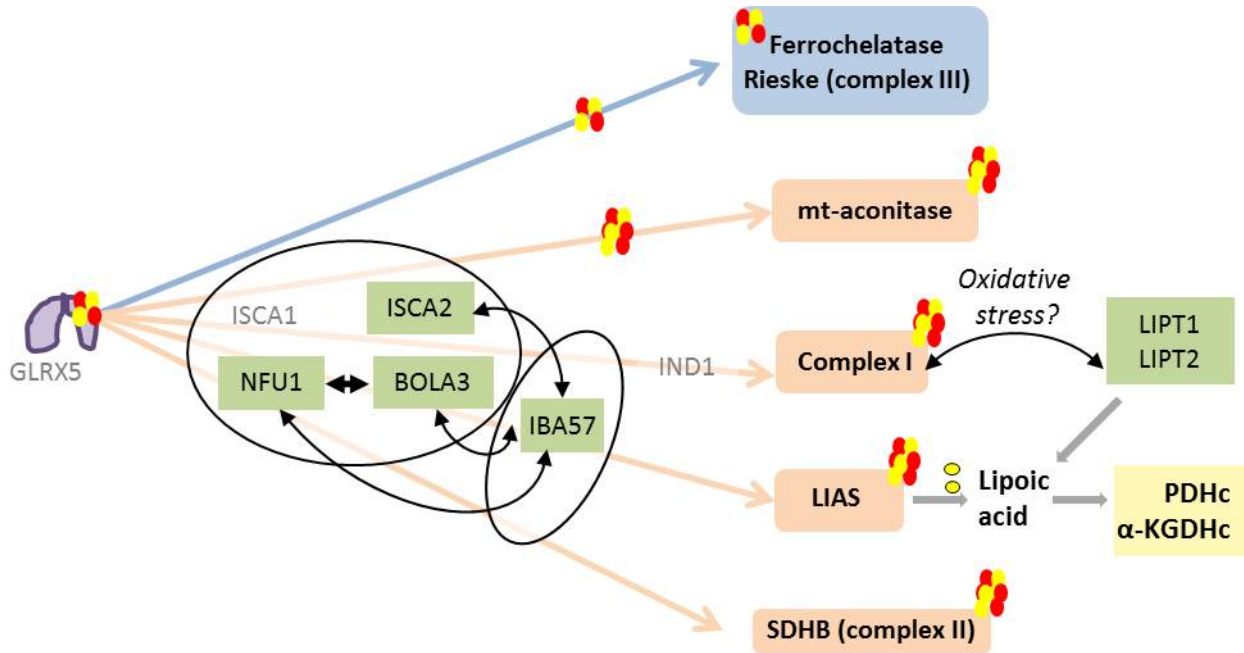 Ferrochelatase
Rieske (complex III)
mt-aconitase
Oxidative
stress?
ISCA1
ISCA2
LIPT1
LIPT2
GLRX5
IND1
Complex I
NFU1
BOLA3
IBA57
LIAS
Lipoic
acid
PDHc
α-KGDHc
SDHB (complex II)